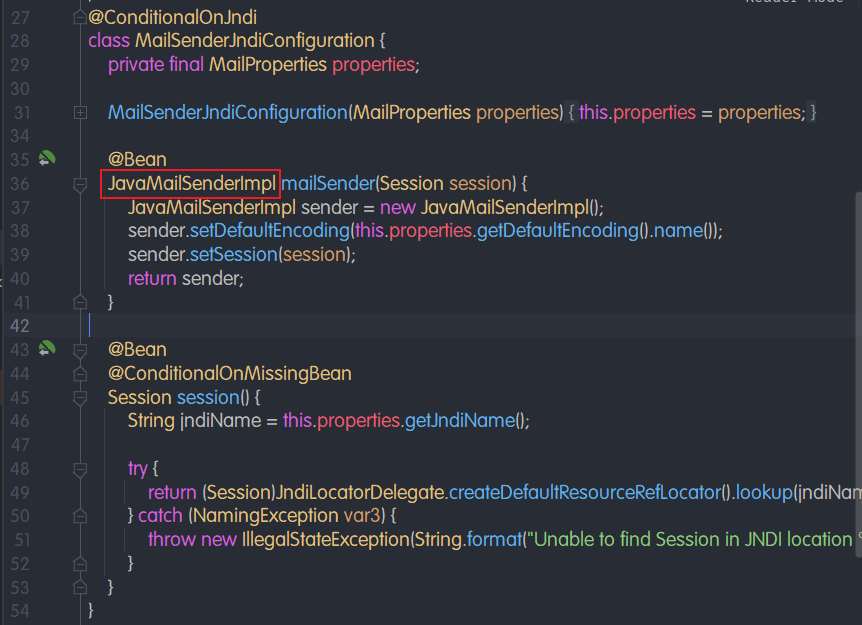 Reader Mode
27 @ConditionalOnJndi
28 class MailSenderJndiConfiguration {
29 private final MailProperties properties;
30
31 MailSenderJndiConfiguration(MailProperties properties) { this.properties = properties; }
34
35 @Bean
36 JavaMailSenderImpl mailSender(Session session) {
37 JavaMailSenderImpl sender = new JavaMailSenderImpl();
38 sender.setDefaultEncoding(this.properties.getDefaultEncoding().name());
39 sender.setSession(session);
40 return sender;
41 }
42
43 @Bean
44 @ConditionalOnMissingBean
45 Session session() {
46 String jndiName = this.properties.getJndiName();
47
48 try {
49 return (Session)JndiLocatorDelegate.createDefaultResourceRefLocator().lookup(jndiNam
50 } catch (NamingException var3) {
51 throw new IllegalStateException(String.format("Unable to find Session in JNDI location
52 }
53 }
54 }